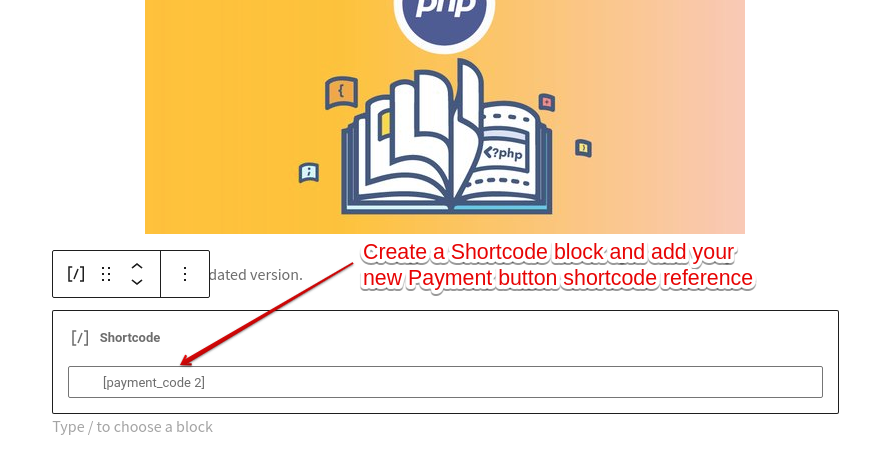 php
{
<?php
;
}
Create a Shortcode block and add your
new Payment button shortcode reference
[/]
dated version.
[/] Shortcode
[payment_code 2]
Type / to choose a block